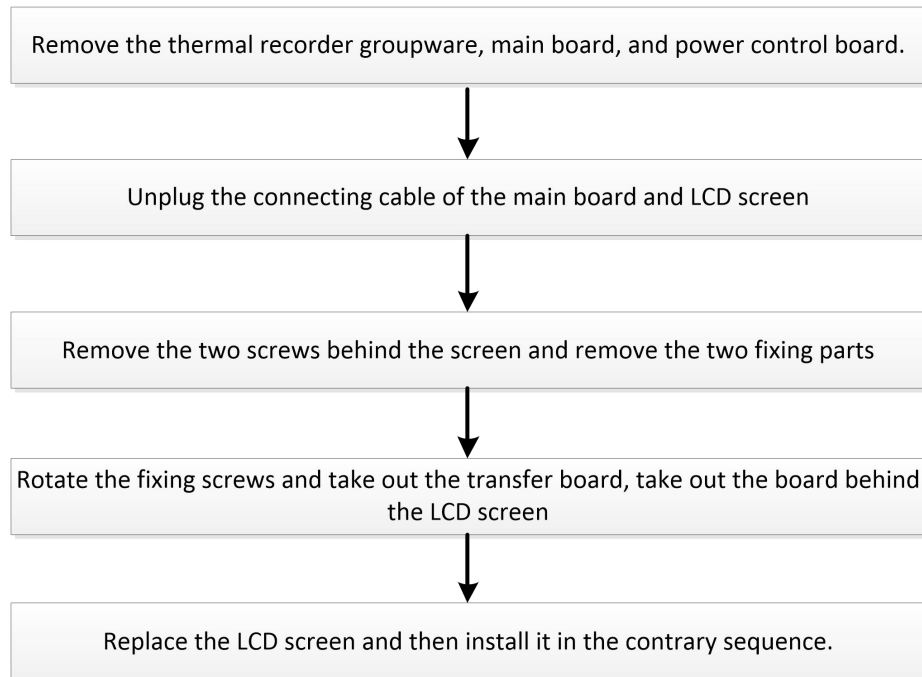 Remove the thermal recorder groupware, main board, and power control board.
Unplug the connecting cable of the main board and LCD screen
Remove the two screws behind the screen and remove the two fixing parts
Rotate the fixing screws and take out the transfer board, take out the board behind
the LCD screen
Replace the LCD screen and then install it in the contrary sequence.